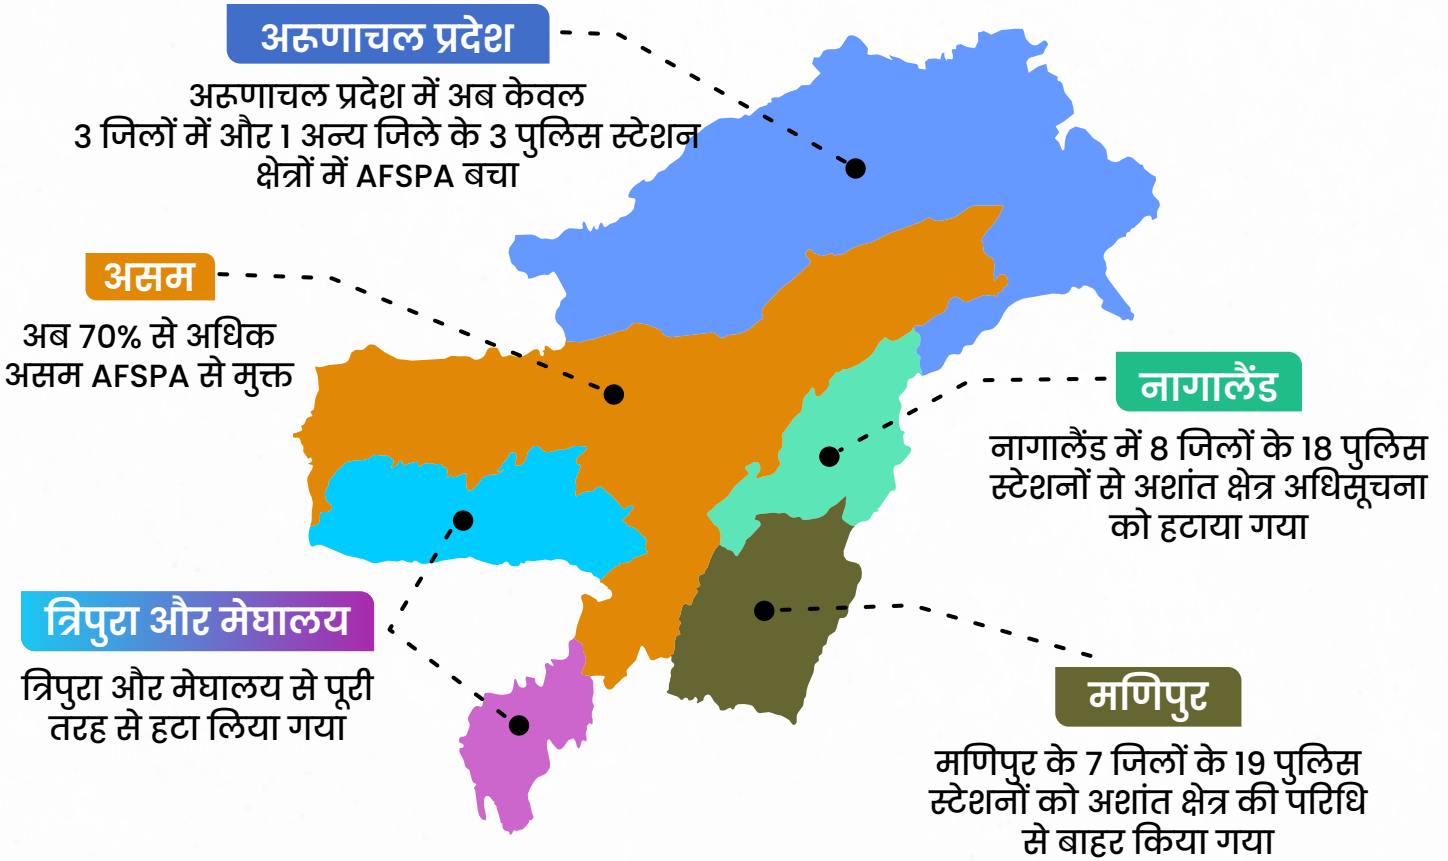 अरूणाचल प्रदेश
अरूणाचल प्रदेश में अब केवल
3 जिलों में और 1 अन्य जिले के 3 पुलिस स्टेशन
क्षेत्रों में AFSPA बचा
असम
अब 70% से अधिक
असम AFSPA से मुक्त
नागालैंड
नागालैंड में 8 जिलों के 18 पुलिस
स्टेशनों से अशांत क्षेत्र अधिसूचना
को हटाया गया
त्रिपुरा और मेघालय
त्रिपुरा और मेघालय से पूरी
तरह से हटा लिया गया
मणिपुर
मणिपुर के 7 जिलों के 19 पुलिस
स्टेशनों को अशांत क्षेत्र की परिधि
से बाहर किया गया